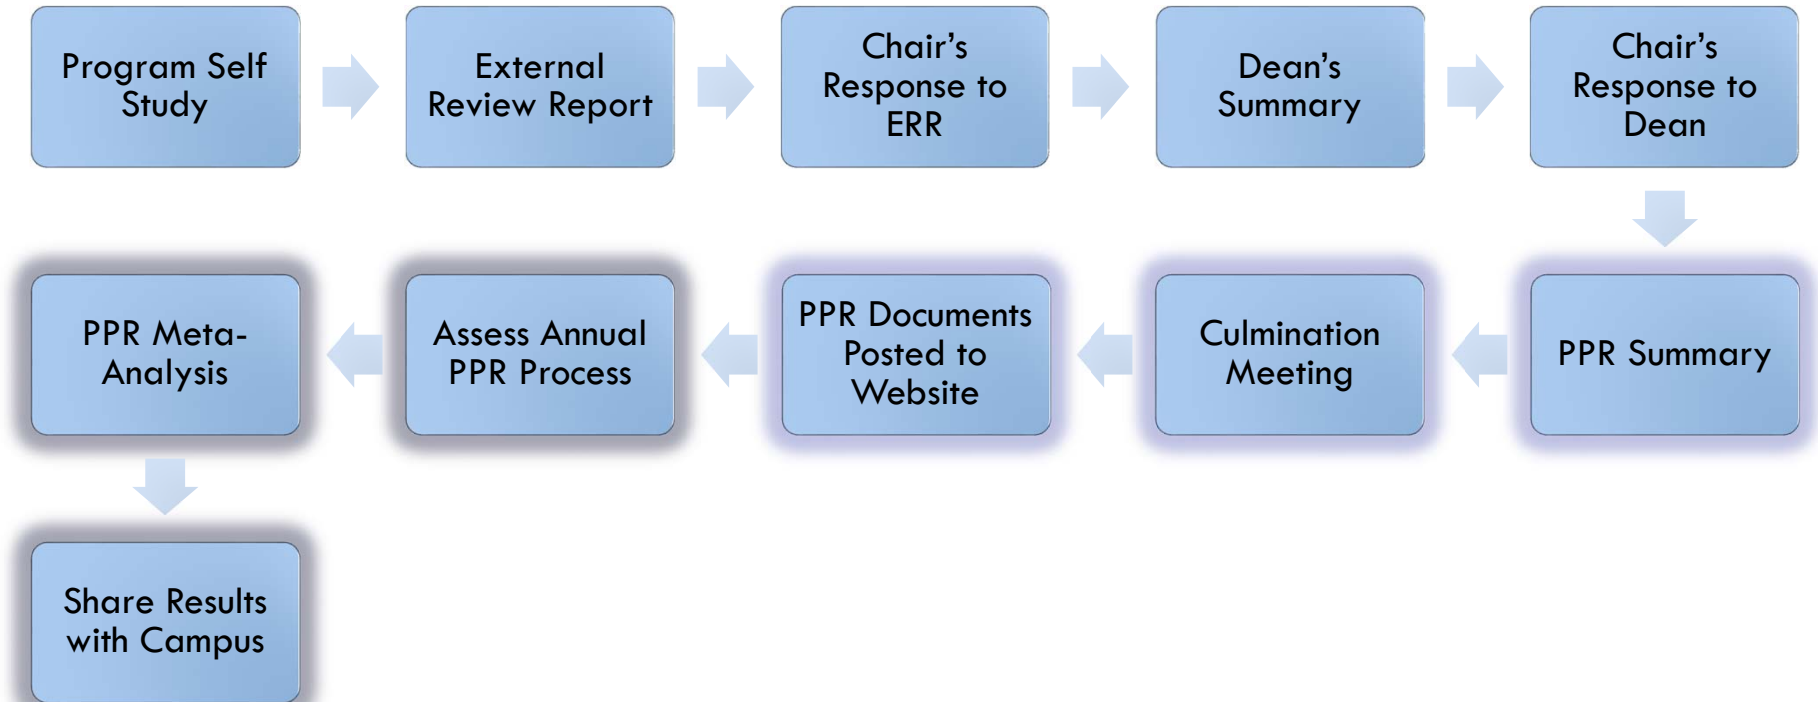 Program Self
Study
External
Review Report
Chair’s
Response to
ERR
Dean’s
Summary
Chair’s
Response to
Dean
PPR Summary
Culmination
Meeting
PPR Documents
Posted to
Website
Assess Annual
PPR Process
PPR Meta-
Analysis
Share Results
with Campus